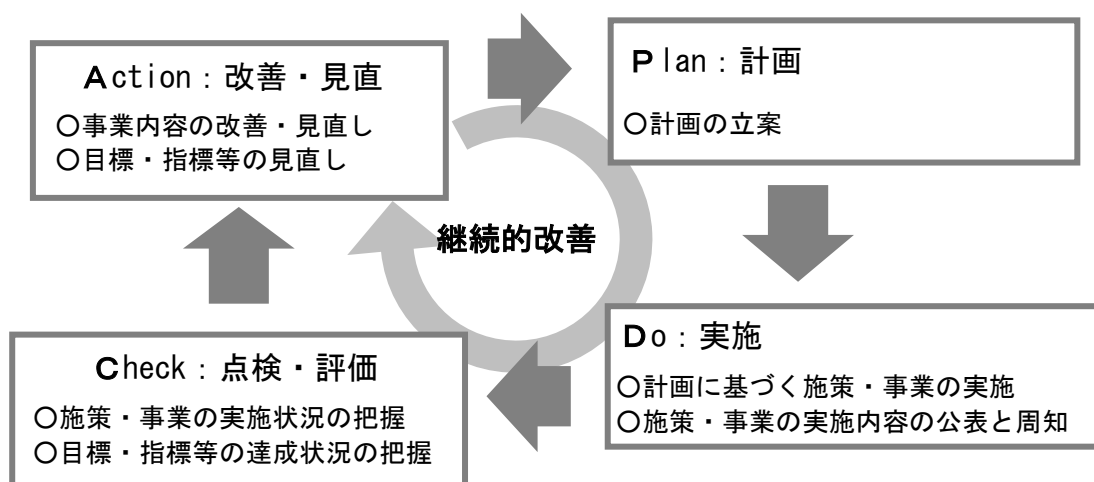 Action：改善・見直
○事業内容の改善・見直し
○目標・指標等の見直し
Plan：計画
○計画の立案
継続的改善
Check：点検・評価
○施策・事業の実施状況の把握
○目標・指標等の達成状況の把握
Do：実施
○計画に基づく施策・事業の実施
○施策・事業の実施内容の公表と周知